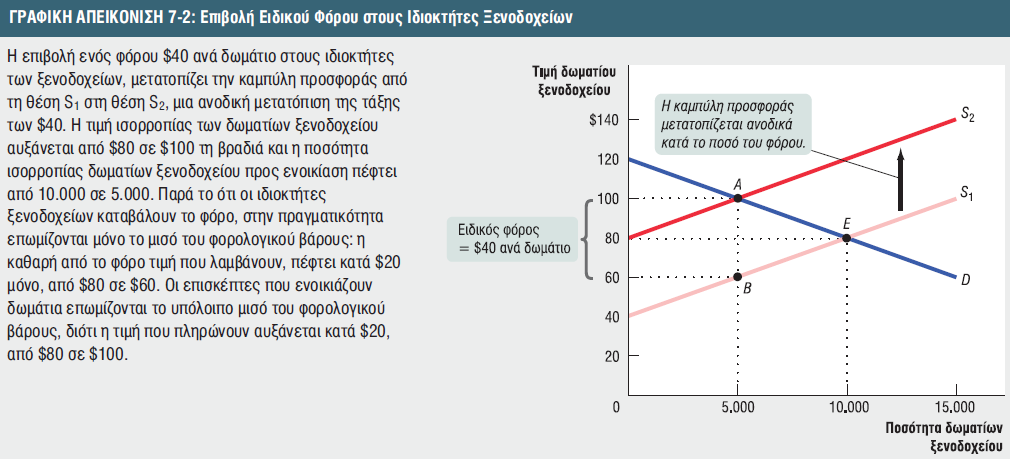 ΓΡΑΦΙΚΗ ΑΠΕΙΚΟΝΙΣΗ 7-2: Επιβολή Ειδικού Φόρου στους Ιδιοκτήτες Ξενοδοχείων
Η επιβολή ενός φόρου $40 ανά δωμάτιο στους ιδιοκτήτες
των ξενοδοχείων, μετατοπίζει την καμπύλη προσφοράς από
τη θέση S1 στη θέση S2, μια ανοδική μετατόπιση της τάξης
των $40. Η τιμή ισορροπίας των δωματίων ξενοδοχείου
αυξάνεται από $80 σε $100 τη βραδιά και η ποσότητα
ισορροπίας δωματίων ξενοδοχείου προς ενοικίαση πέφτει
από 10.000 σε 5.000. Παρά το ότι οι ιδιοκτήτες
ξενοδοχείων καταβάλουν το φόρο, στην πραγματικότητα
επωμίζονται μόνο το μισό του φορολογικού βάρους: η
καθαρή από το φόρο τιμή που λαμβάνουν, πέφτει κατά $20
μόνο, από $80 σε $60. Οι επισκέπτες που ενοικιάζουν
δωμάτια επωμίζονται το υπόλοιπο μισό του φορολογικού
βάρους, διότι η τιμή που πληρώνουν αυξάνεται κατά $20,
από $80 σε $100.
Τιμή δωματίου
ξενοδοχείου
Η καμπύλη προσφοράς
μετατοπίζεται ανοδικά
κατά το ποσό του φόρου.
$140
120
100
80
60
40
20
0
S2
S1
A
E
B
D
Ειδικός φόρος
= $40 ανά δωμάτιο
5.000
10.000
15.000
Ποσότητα δωματίων
ξενοδοχείου